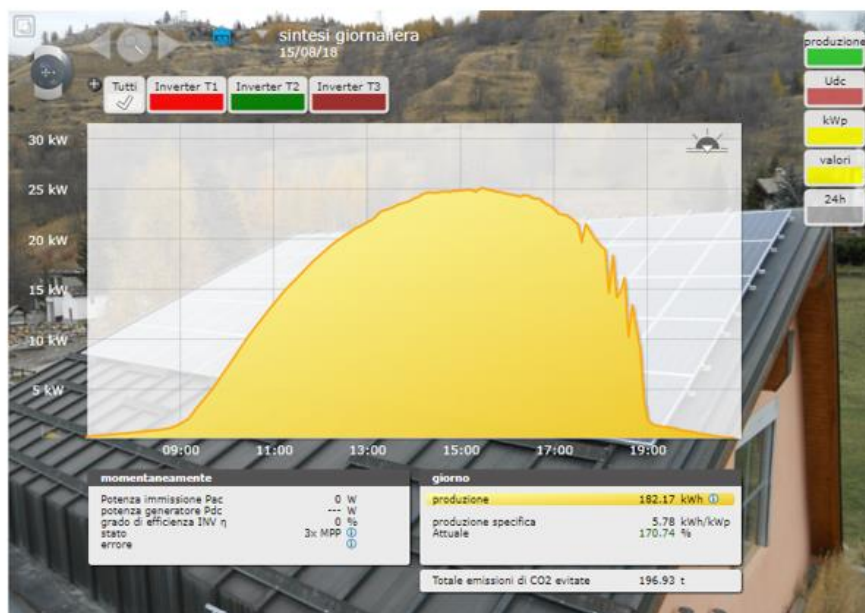 sintesi giornaliera
15/08/18
Tutti
Inverter T1
Inverter T2
Inverter T3
produzione
Udc
kWp
valori
24h
30 kW
25 kW
20 kW
15 kW
10 kW
5 kW
09:00 11:00 13:00 15:00 17:00 19:00
momentaneamente
Potenza immissione Pac 0 W
potenza generatore Pdc --- W
grado di efficienza INV η 0 %
stato 3x MPP
errore
giorno
produzione 182.17 kWh
produzione specifica 5.78 kWh/kWp
Attuale 170.74 %
Totale emissioni di CO2 evitate 196.93 t